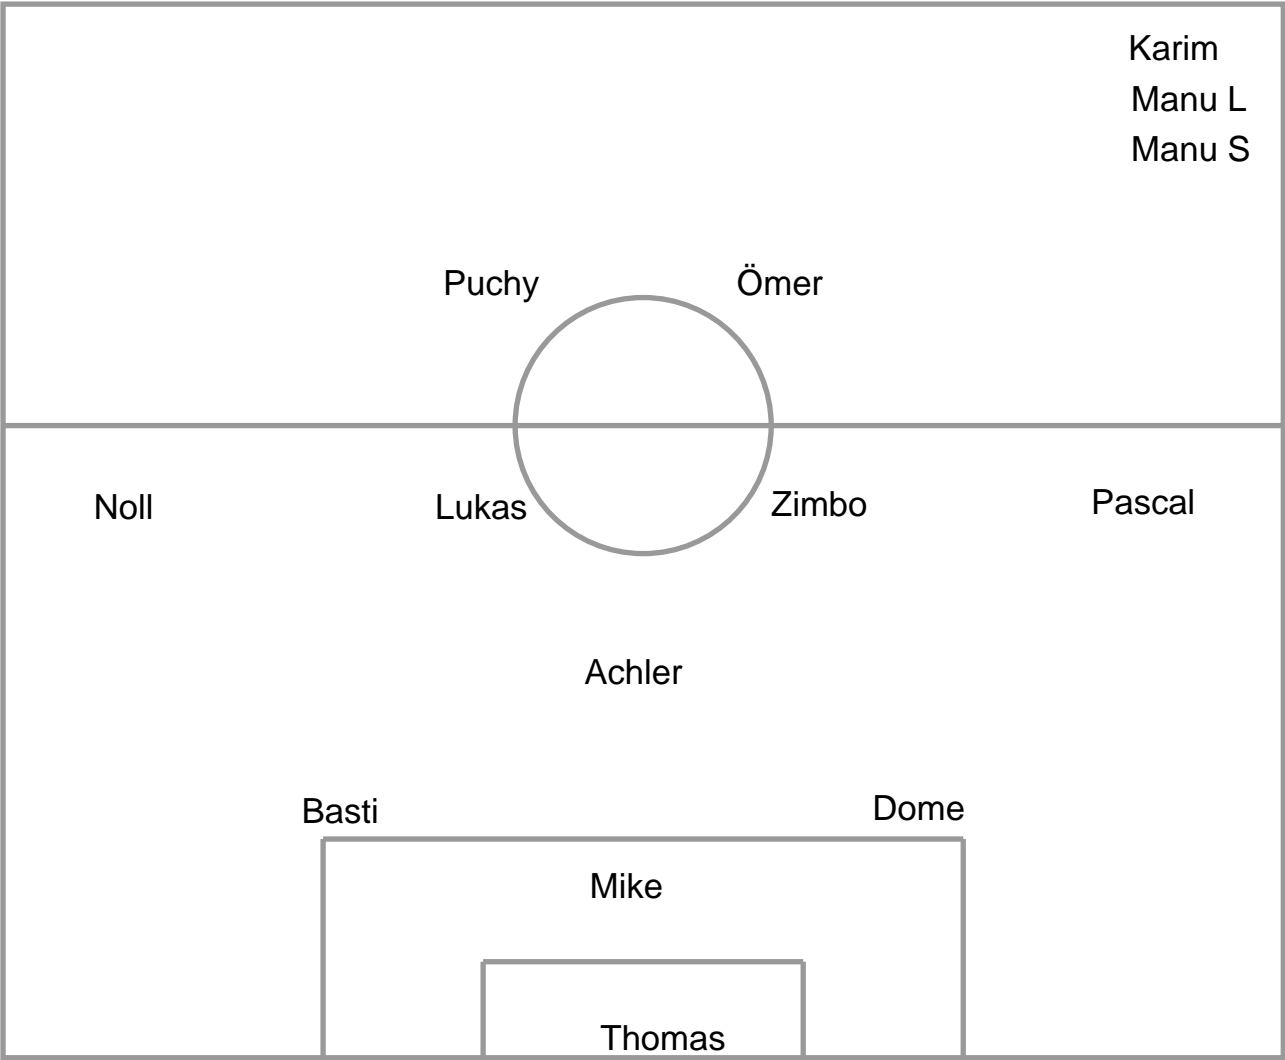 Karim
Manu L
Manu S
Puchy
Ömer
Noll
Lukas
Zimbo
Pascal
Achler
Basti
Dome
Mike
Thomas